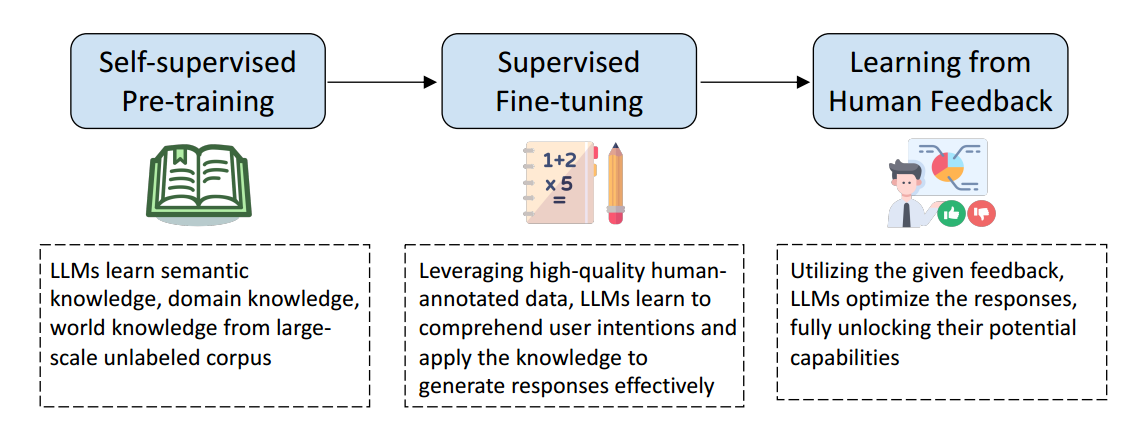 Self-supervised
Pre-training
Supervised
Fine-tuning
Learning from
Human Feedback
1+2
x 5
=
LLMs learn semantic
knowledge, domain knowledge,
world knowledge from large-
scale unlabeled corpus
Leveraging high-quality human-
annotated data, LLMs learn to
comprehend user intentions and
apply the knowledge to
generate responses effectively
Utilizing the given feedback,
LLMs optimize the responses,
fully unlocking their potential
capabilities